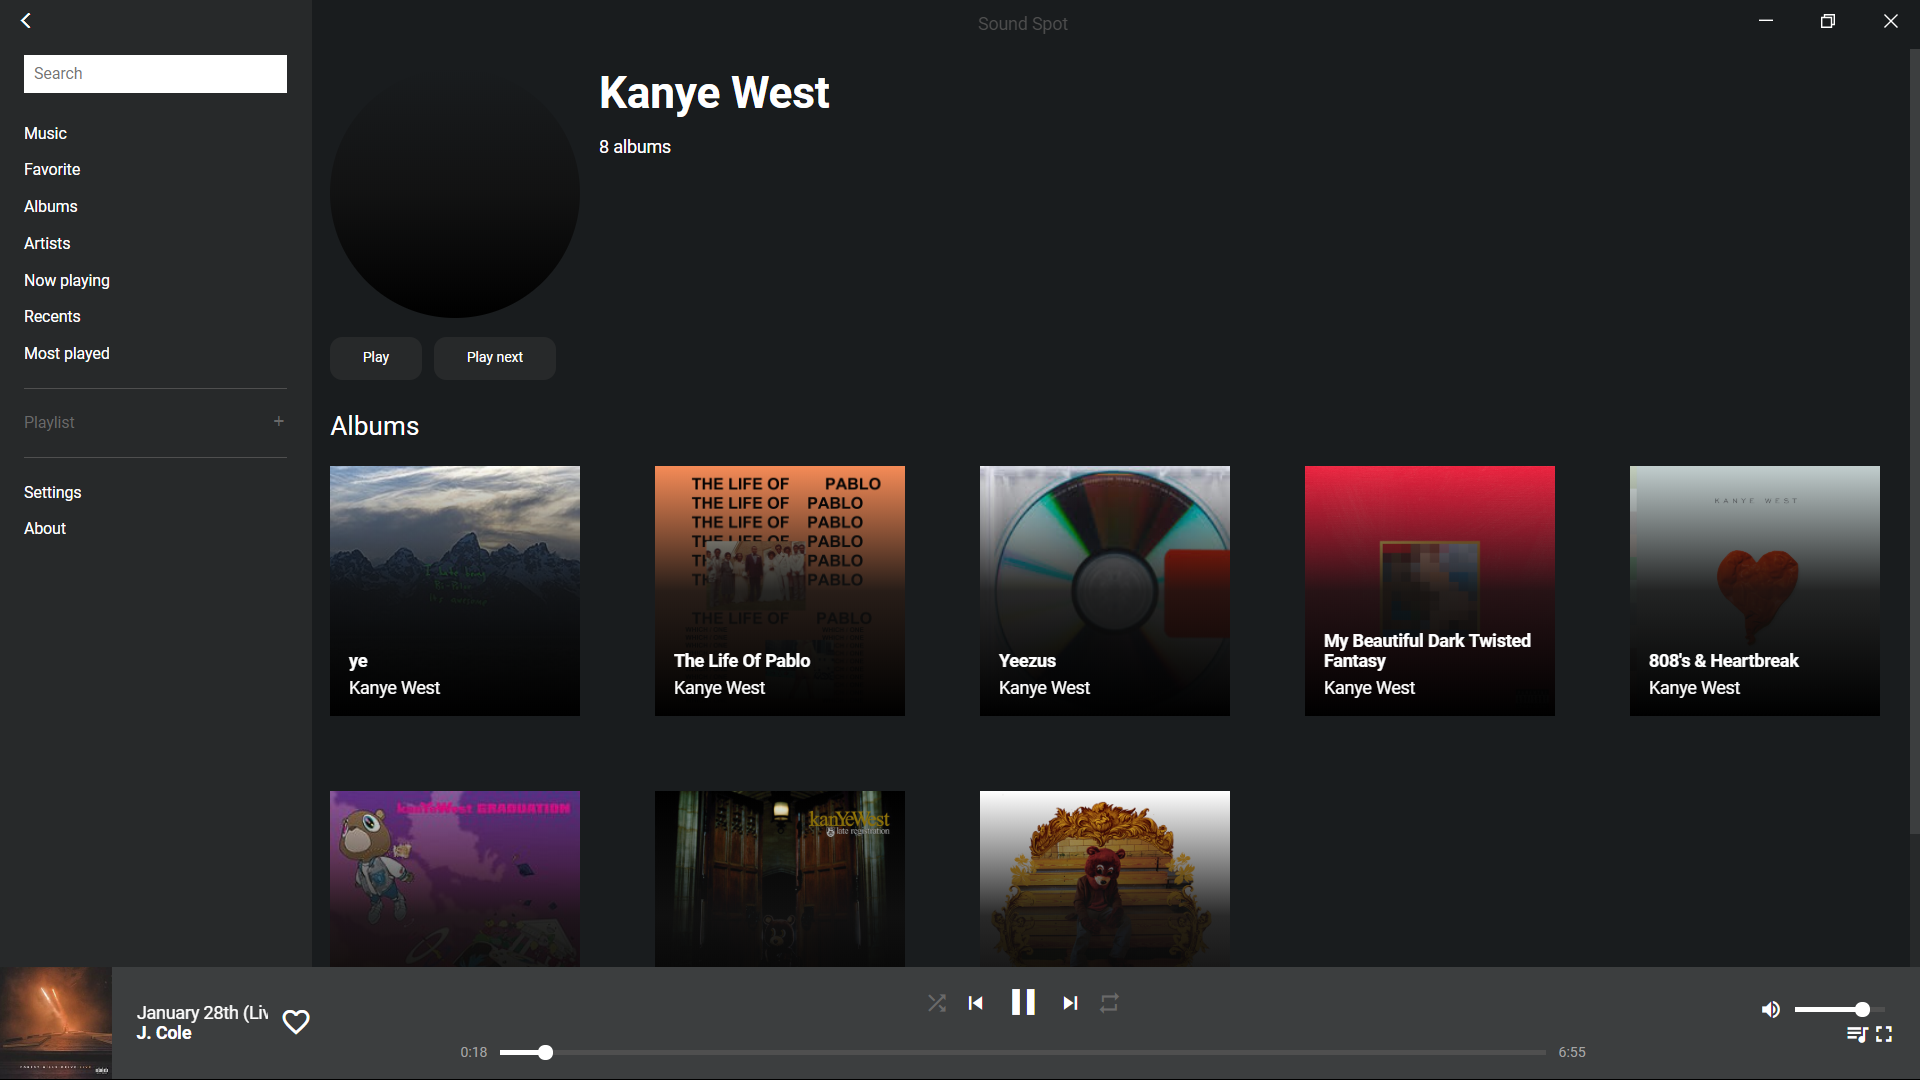 Sound Spot
Search
Music
Favorite
Albums
Artists
Now playing
Recents
Most played
Playlist
+
Settings
About
Kanye West
8 albums
Play
Play next
Albums
ye
Kanye West
THE LIFE OF PABLO
THE LIFE OF PABLO
THE LIFE OF PABLO
THE LIFE OF PABLO
PABLO
PABLO
THE LIFE OF PABLO
The Life Of Pablo
Kanye West
Yeezus
Kanye West
My Beautiful Dark Twisted
Fantasy
Kanye West
KANYE WEST
808's & Heartbreak
Kanye West
kanYeWest GRADUATION
kanYeWest
late registration
January 28th (Liv
J. Cole
0:18
6:55